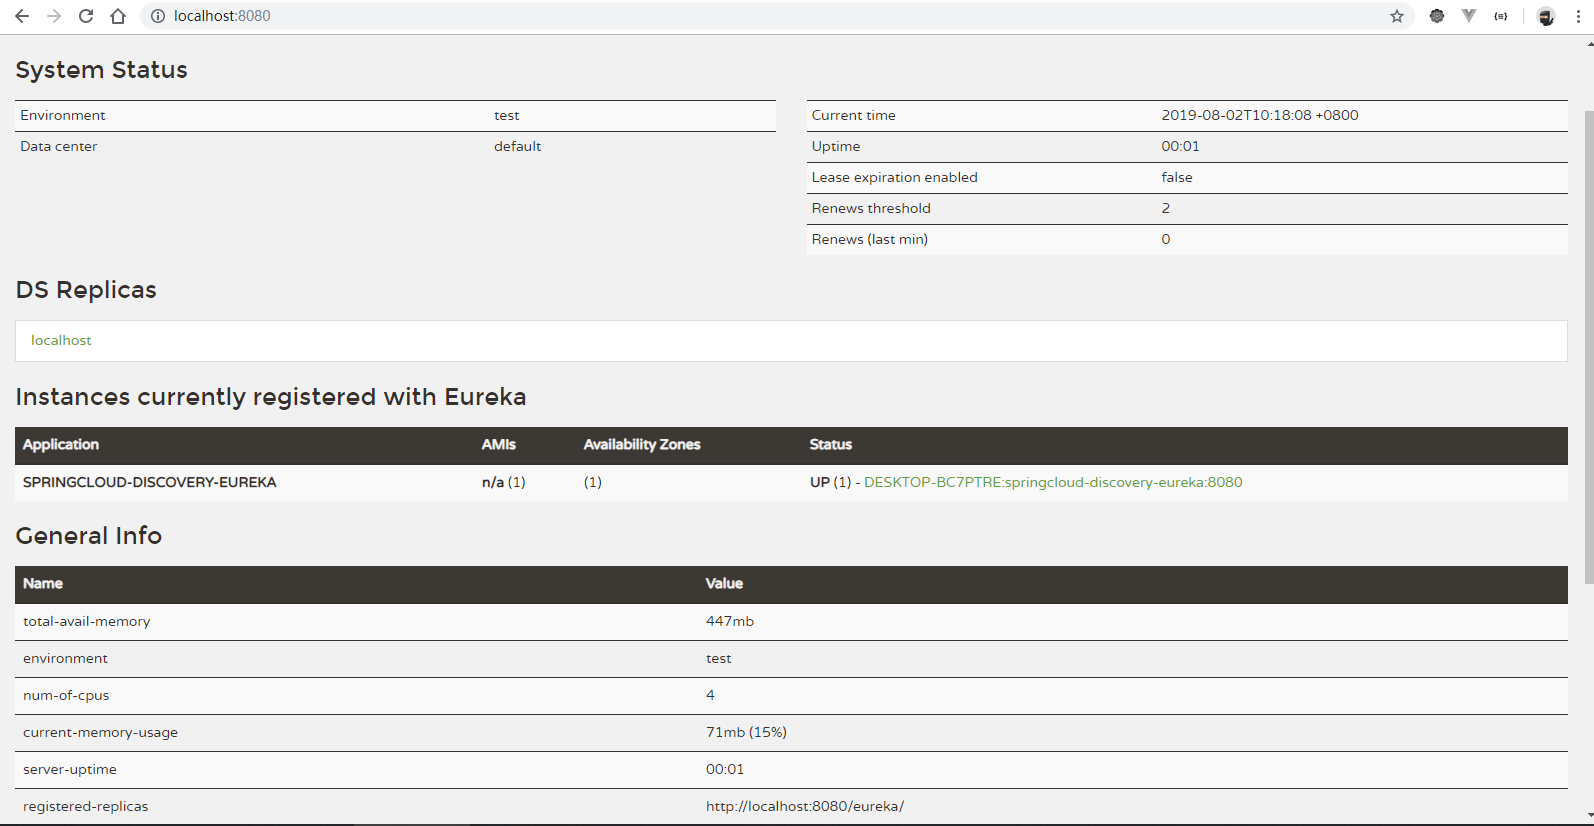 localhost:8080
System Status
Environment test
Data center default
Current time 2019-08-02T10:18:08 +0800
Uptime 00:01
Lease expiration enabled false
Renews threshold 2
Renews (last min) 0
DS Replicas
localhost
Instances currently registered with Eureka
Application AMIs Availability Zones Status
SPRINGCLOUD-DISCOVERY-EUREKA n/a (1) (1) UP (1) - DESKTOP-BC7PTRE:springcloud-discovery-eureka:8080
General Info
Name Value
total-avail-memory 447mb
environment test
num-of-cpus 4
current-memory-usage 71mb (15%)
server-uptime 00:01
registered-replicas http://localhost:8080/eureka/